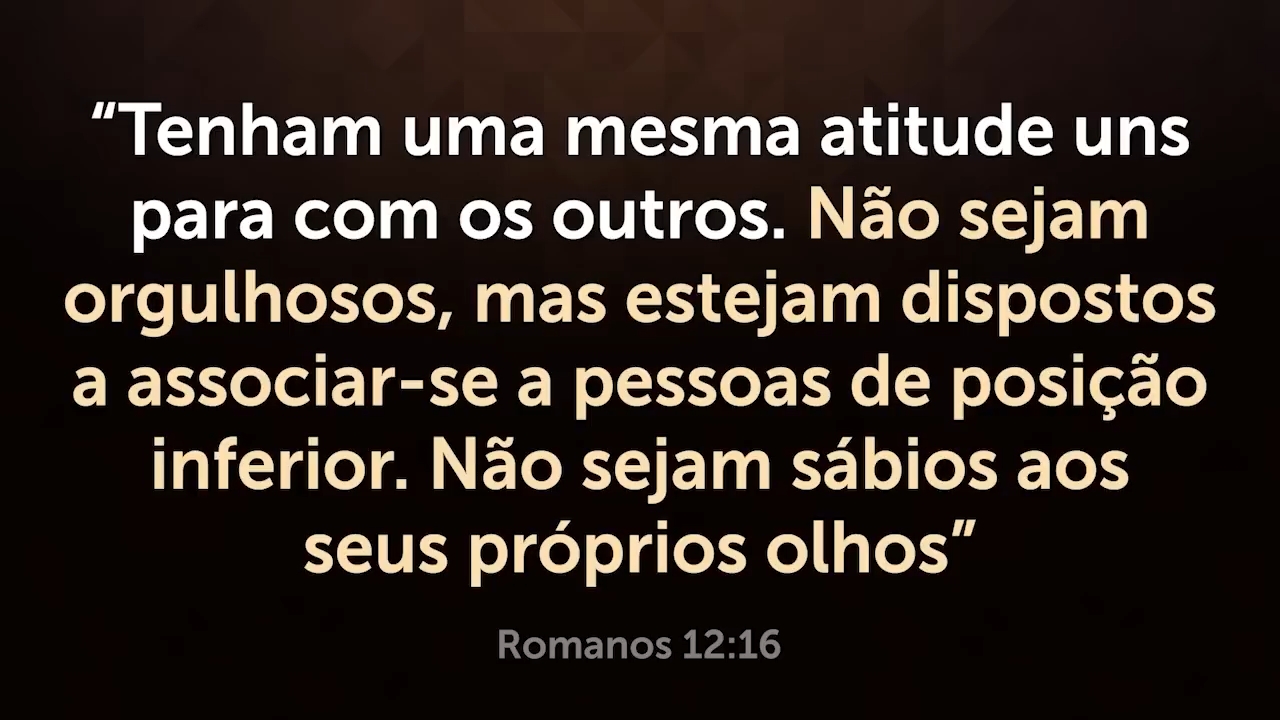 “Tenham uma mesma atitude uns
para com os outros. Não sejam
orgulhosos, mas estejam dispostos
a associar-se a pessoas de posição
inferior. Não sejam sábios aos
seus próprios olhos”
Romanos 12:16